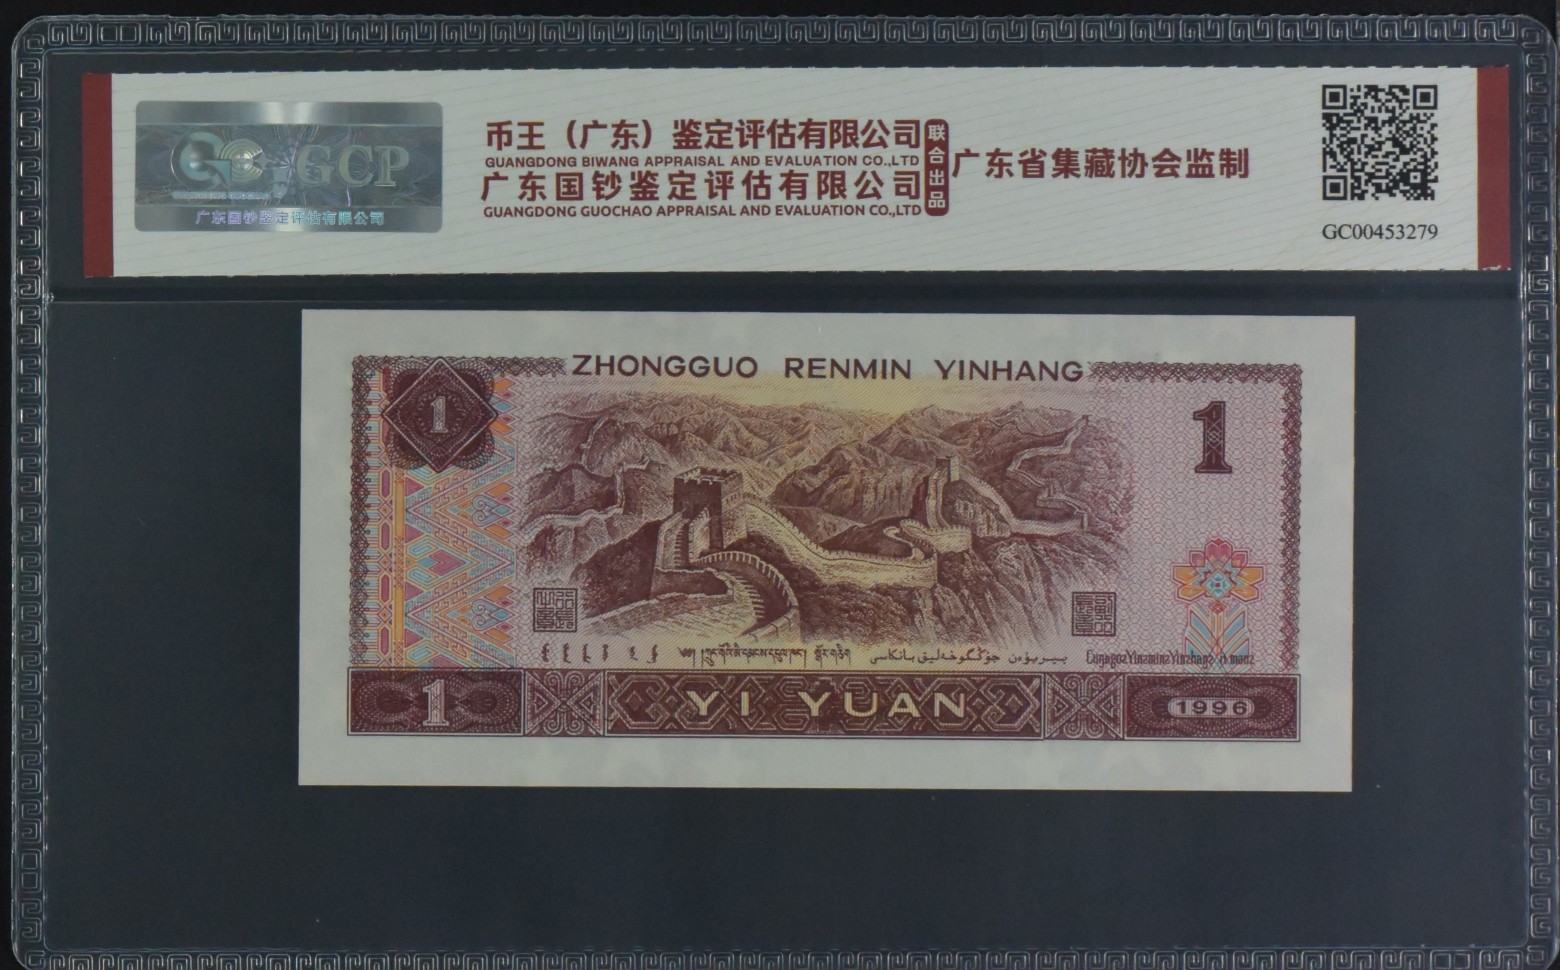 GCP
广东国钞鉴定评估有限公司
币王（广东）鉴定评估有限公司
GUANGDONG BIWANG APPRAISAL AND EVALUATION CO.,LTD
广东国钞鉴定评估有限公司
GUANGDONG GUOCHAO APPRAISAL AND EVALUATION CO.,LTD
联合出品
广东省集藏协会监制
GC00453279
ZHONGGUO RENMIN YINHANG
1
1
1 YI YUAN 1996